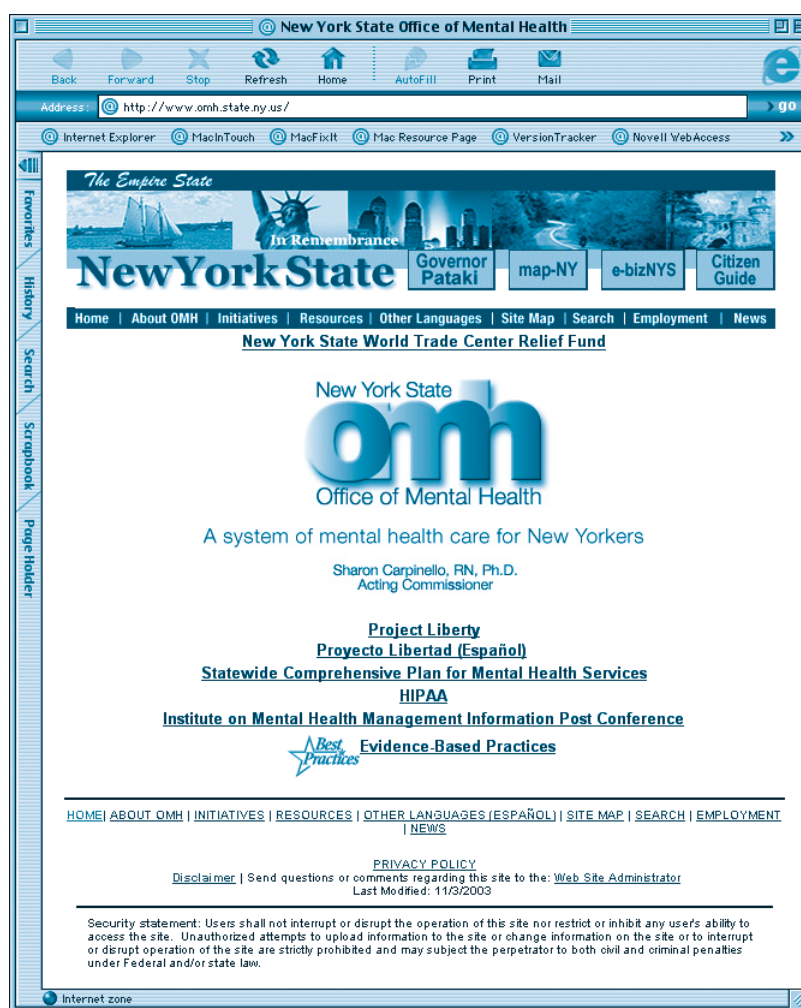 @ New York State Office of Mental Health
Back Forward Stop Refresh Home AutoFill Print Mail
Address: @ http://www.omh.state.ny.us/ go
@ Internet Explorer @ MacInTouch @ MacFixIt @ Mac Resource Page @ VersionTracker @ Novell WebAccess »
Favorites
History
Search
Scrapbook
Page Holder
The Empire State
In Remembrance
New York State
Governor Pataki
map-NY
e-bizNYS
Citizen Guide
Home | About OMH | Initiatives | Resources | Other Languages | Site Map | Search | Employment | News
New York State World Trade Center Relief Fund
New York State
omh
Office of Mental Health
A system of mental health care for New Yorkers
Sharon Carpinello, RN, Ph.D.
Acting Commissioner
Project Liberty
Proyecto Libertad (Español)
Statewide Comprehensive Plan for Mental Health Services
HIPAA
Institute on Mental Health Management Information Post Conference
Best Practices Evidence-Based Practices
HOME| ABOUT OMH | INITIATIVES | RESOURCES | OTHER LANGUAGES (ESPAÑOL) | SITE MAP | SEARCH | EMPLOYMENT
| NEWS
PRIVACY POLICY
Disclaimer | Send questions or comments regarding this site to the: Web Site Administrator
Last Modified: 11/3/2003
Security statement: Users shall not interrupt or disrupt the operation of this site nor restrict or inhibit any user's ability to
access the site. Unauthorized attempts to upload information to the site or change information on the site or to interrupt
or disrupt operation of the site are strictly prohibited and may subject the perpetrator to both civil and criminal penalties
under Federal and/or state law.
Internet zone